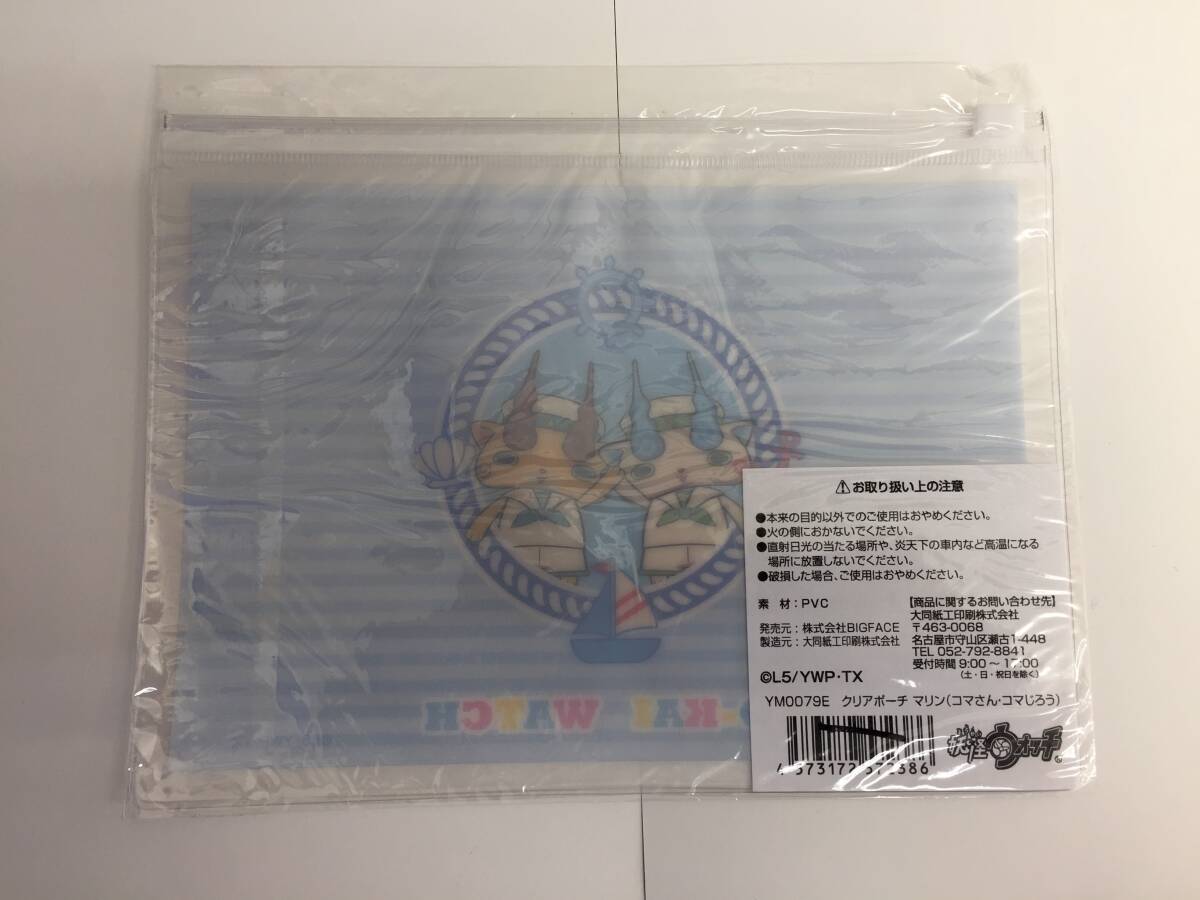 -KAI WATCH
⚠お取り扱い上の注意
●本来の目的以外でのご使用はおやめください。
●火の側におかないでください。
●直射日光の当たる場所や、炎天下の車内など高温になる
場所に放置しないでください。
●破損した場合、ご使用はおやめください。
素 材：PVC
発売元：株式会社BIGFACE
製造元：大同紙工印刷株式会社
【商品に関するお問い合わせ先】
大同紙工印刷株式会社
〒463-0068
名古屋市守山区瀬古1-448
TEL 052-792-8841
受付時間 9:00～17:00
（土・日・祝日を除く）
©L5/YWP・TX
YM0079E クリアポーチ マリン（コマさん・コマじろう）
妖怪ウォッチ